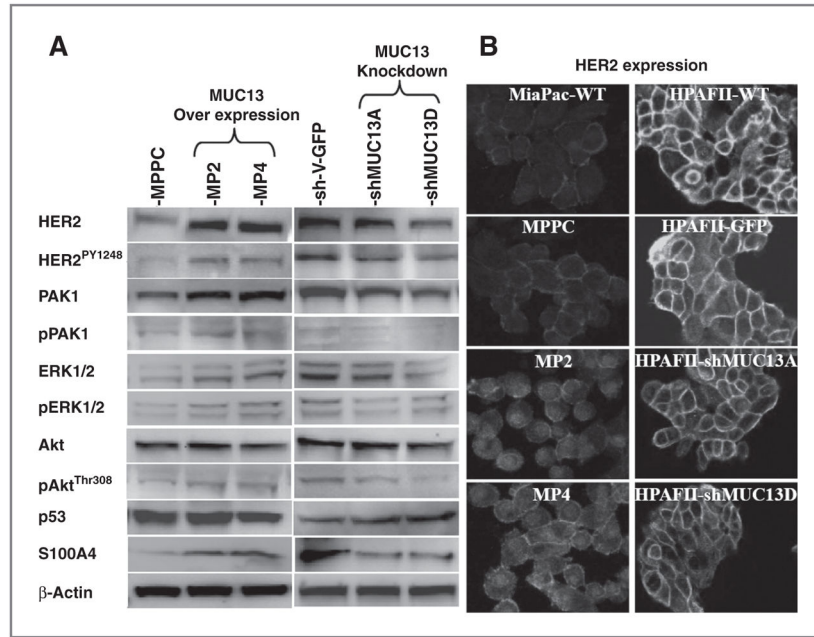 A
MUC13
Over expression
MUC13
Knockdown
-MPPC
-MP2
-MP4
-sh-V-GFP
-shMUC13A
-shMUC13D
HER2
HER2PY1248
PAK1
pPAK1
ERK1/2
pERK1/2
Akt
pAktThr308
p53
S100A4
β-Actin
B
HER2 expression
MiaPac-WT
HPAFII-WT
MPPC
HPAFII-GFP
MP2
HPAFII-shMUC13A
MP4
HPAFII-shMUC13D